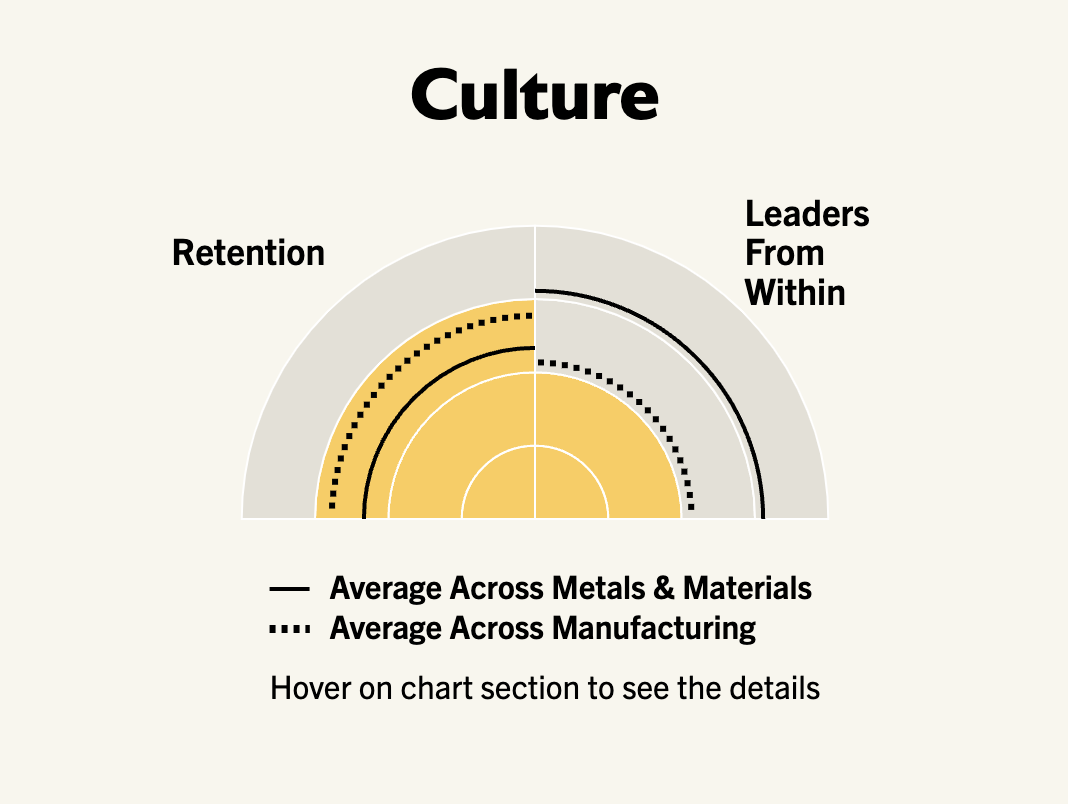 Culture
Retention
Leaders
From
Within
Average Across Metals & Materials
Average Across Manufacturing
Hover on chart section to see the details